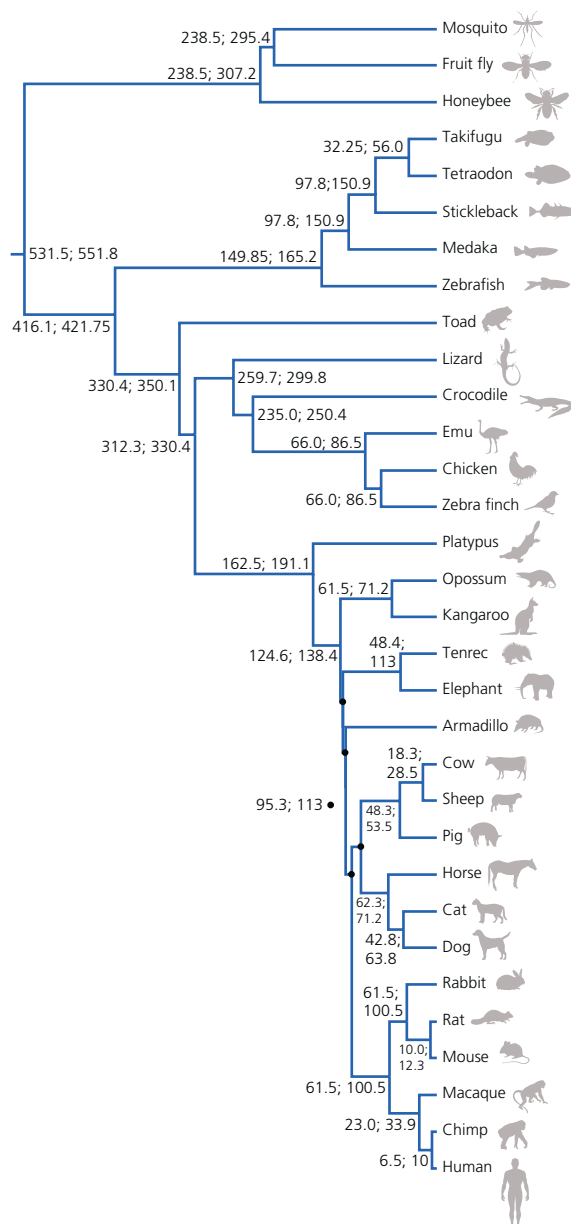 Mosquito
238.5; 295.4
Fruit fly
238.5; 307.2
Honeybee
Takifugu
32.25; 56.0
Tetraodon
97.8;150.9
Stickleback
97.8; 150.9
Medaka
531.5; 551.8
149.85; 165.2
Zebrafish
416.1; 421.75
Toad
Lizard
330.4; 350.1
259.7; 299.8
Crocodile
235.0; 250.4
Emu
312.3; 330.4
66.0; 86.5
Chicken
66.0; 86.5
Zebra finch
Platypus
162.5; 191.1
Opossum
61.5; 71.2
Kangaroo
124.6; 138.4
48.4;
113
Tenrec
Elephant
Armadillo
18.3;
28.5
Cow
Sheep
95.3; 113
48.3;
53.5
Pig
Horse
62.3;
71.2
Cat
42.8;
63.8
Dog
Rabbit
61.5;
100.5
Rat
10.0;
12.3
Mouse
61.5; 100.5
Macaque
23.0; 33.9
Chimp
6.5; 10
Human